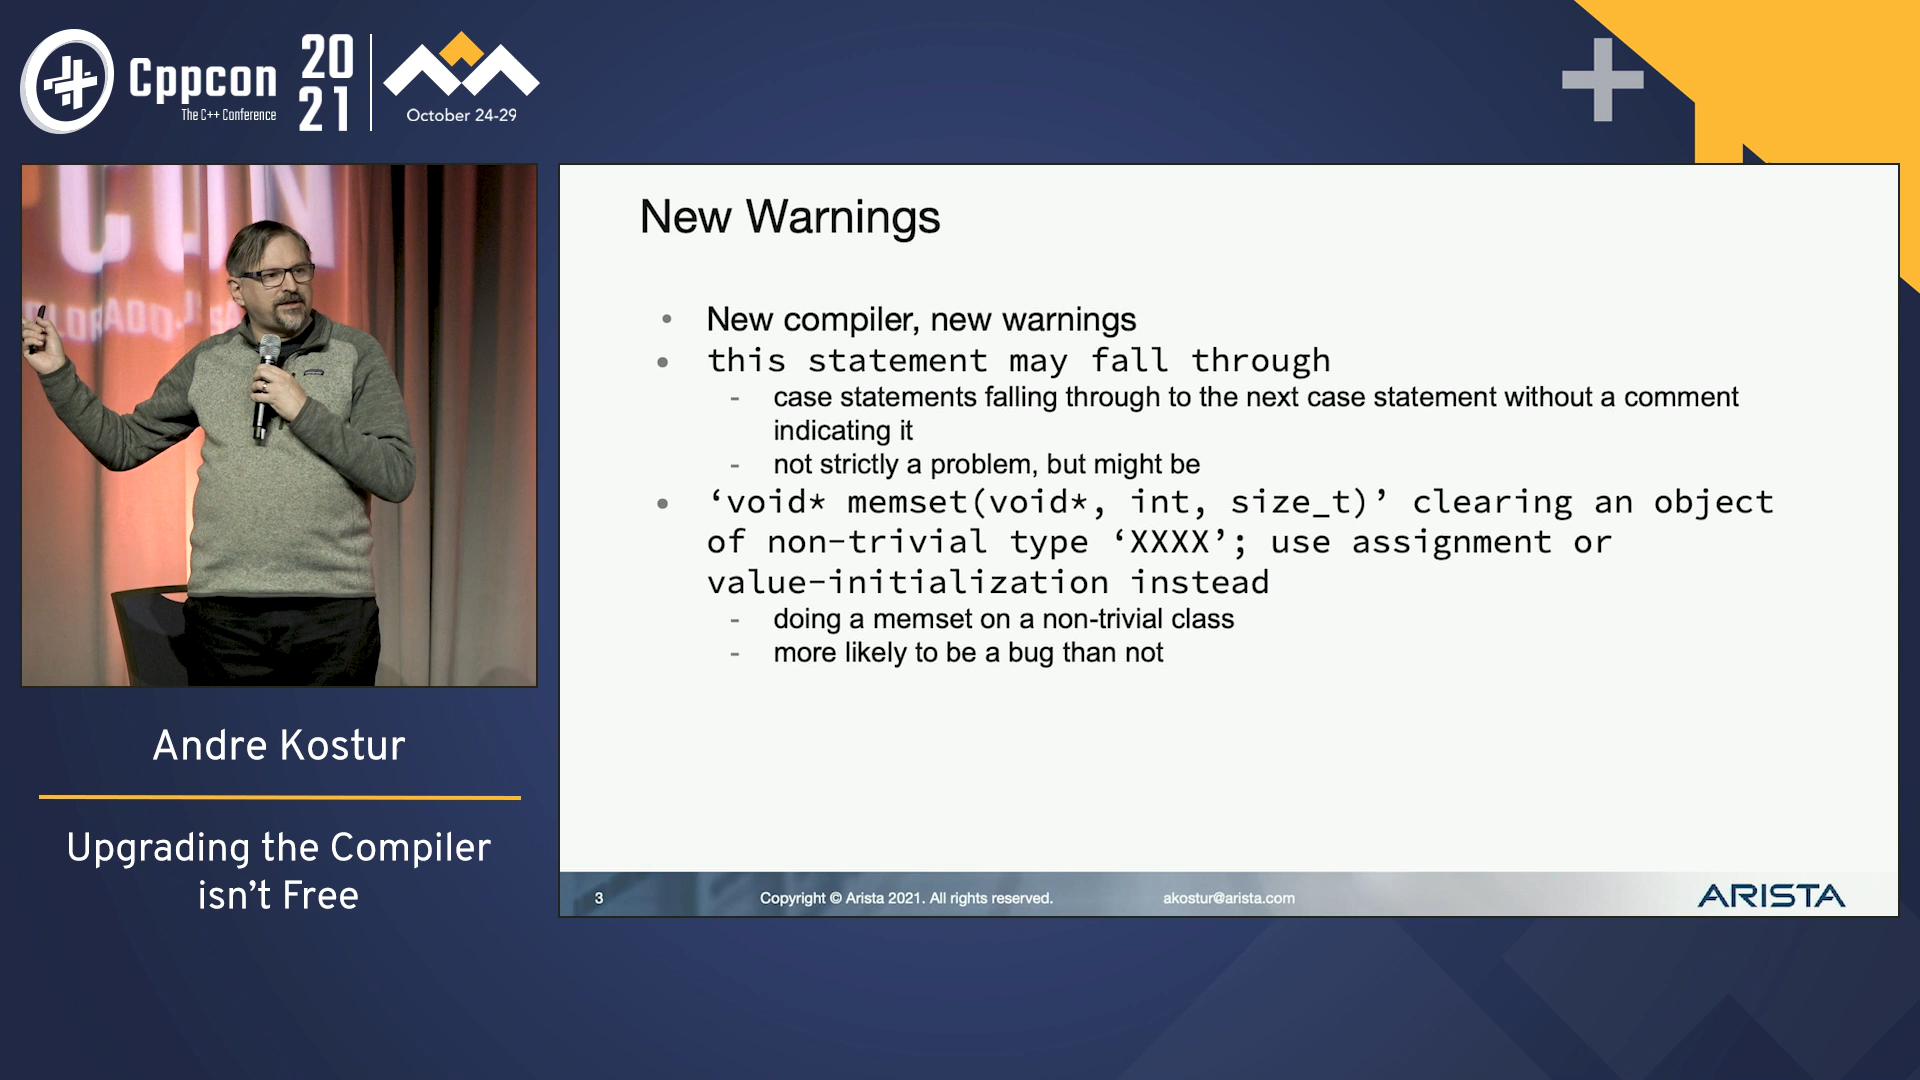 Cppcon
The C++ Conference
20
21
October 24-29
CON
New Warnings
• New compiler, new warnings
• this statement may fall through
- case statements falling through to the next case statement without a comment
indicating it
- not strictly a problem, but might be
• ‘void* memset(void*, int, size_t)’ clearing an object
of non-trivial type ‘XXXX’; use assignment or
value-initialization instead
- doing a memset on a non-trivial class
- more likely to be a bug than not
Andre Kostur
Upgrading the Compiler
isn’t Free
3
Copyright © Arista 2021. All rights reserved.
akostur@arista.com
ARISTA